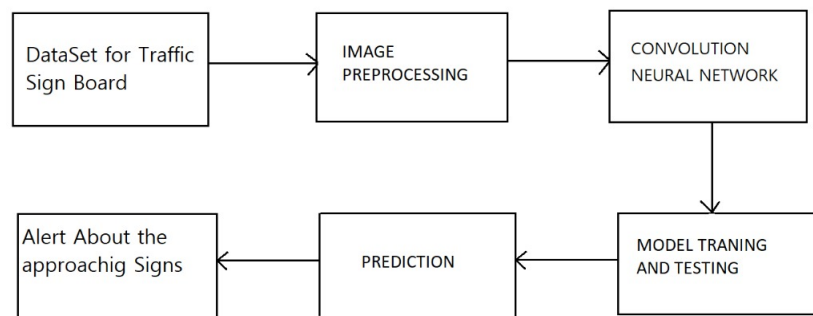 DataSet for Traffic
Sign Board
IMAGE
PREPROCESSING
CONVOLUTION
NEURAL NETWORK
MODEL TRANING
AND TESTING
PREDICTION
Alert About the
approachig Signs